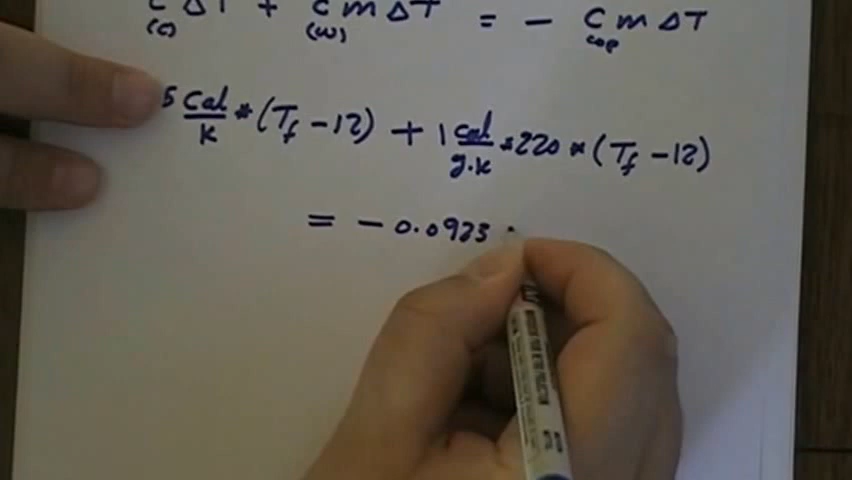 C ΔT + C m ΔT = - C m ΔT
(C) (W) cop
5 Cal/K * (Tf - 12) + 1 Cal/g.K * 220 * (Tf - 12)
= - 0.0923